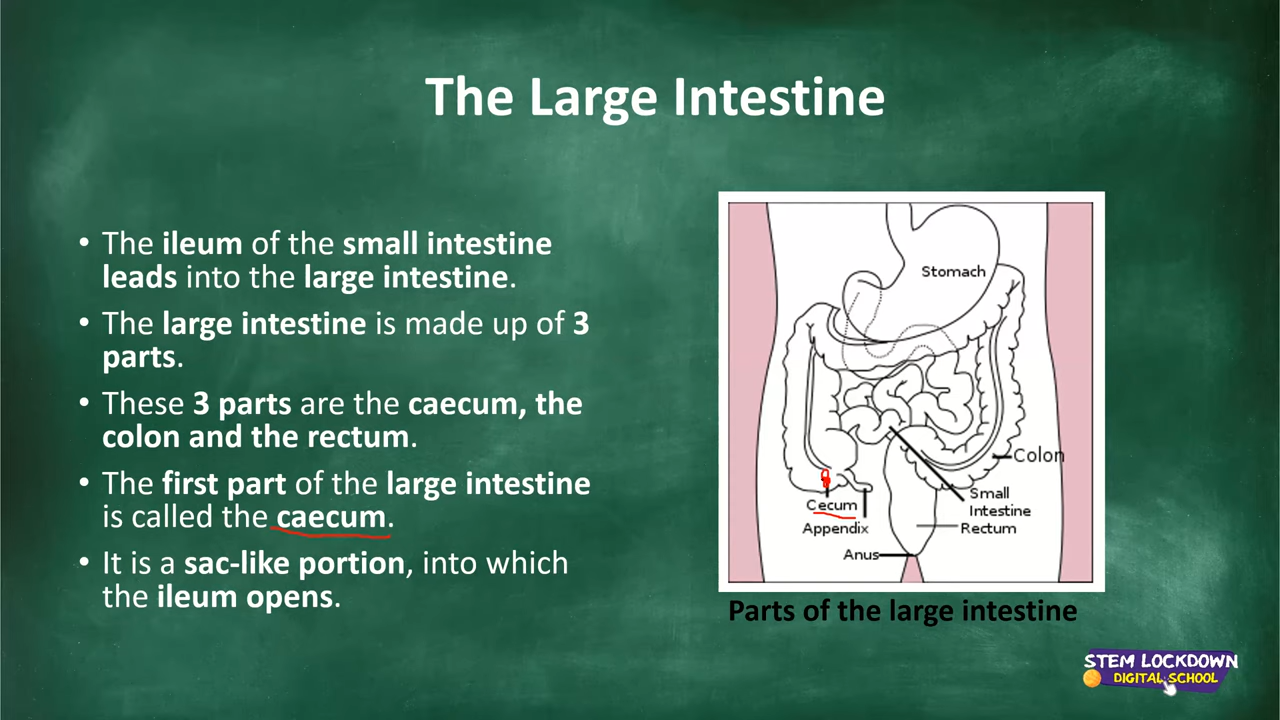 The Large Intestine
• The ileum of the small intestine
leads into the large intestine.
• The large intestine is made up of 3
parts.
• These 3 parts are the caecum, the
colon and the rectum.
• The first part of the large intestine
is called the caecum.
• It is a sac-like portion, into which
the ileum opens.
Stomach
Colon
Small
Intestine
Cecum
Appendix
Rectum
Anus
Parts of the large intestine
STEM LOCKDOWN
DIGITAL SCHOOL